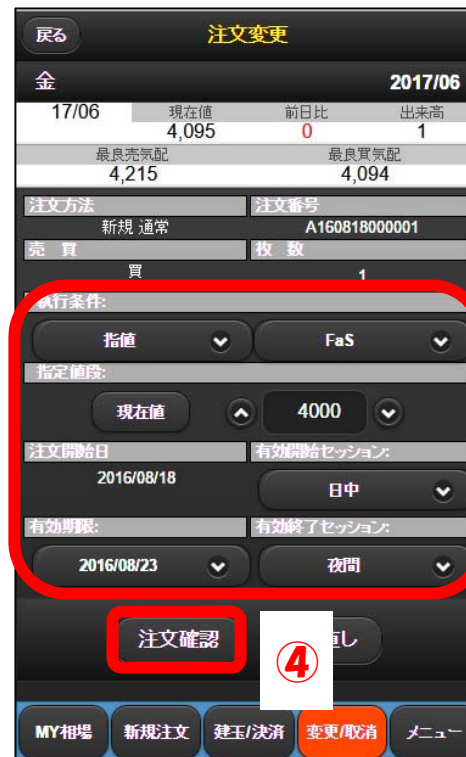 戻る 注文変更
金 2017/06
17/06 現在値 前日比 出来高
4,095 0 1
最良売気配 最良買気配
4,215 4,094
注文方法 注文番号
新規 通常 A160818000001
売 買 枚 数
買 1
執行条件:
指値 FaS
指定値段:
現在値 4000
注文開始日 有効開始セッション:
2016/08/18 日中
有効期限: 有効終了セッション:
2016/08/23 夜間
注文確認 ④ 直し
MY相場 新規注文 建玉/決済 変更/取消 メニュー